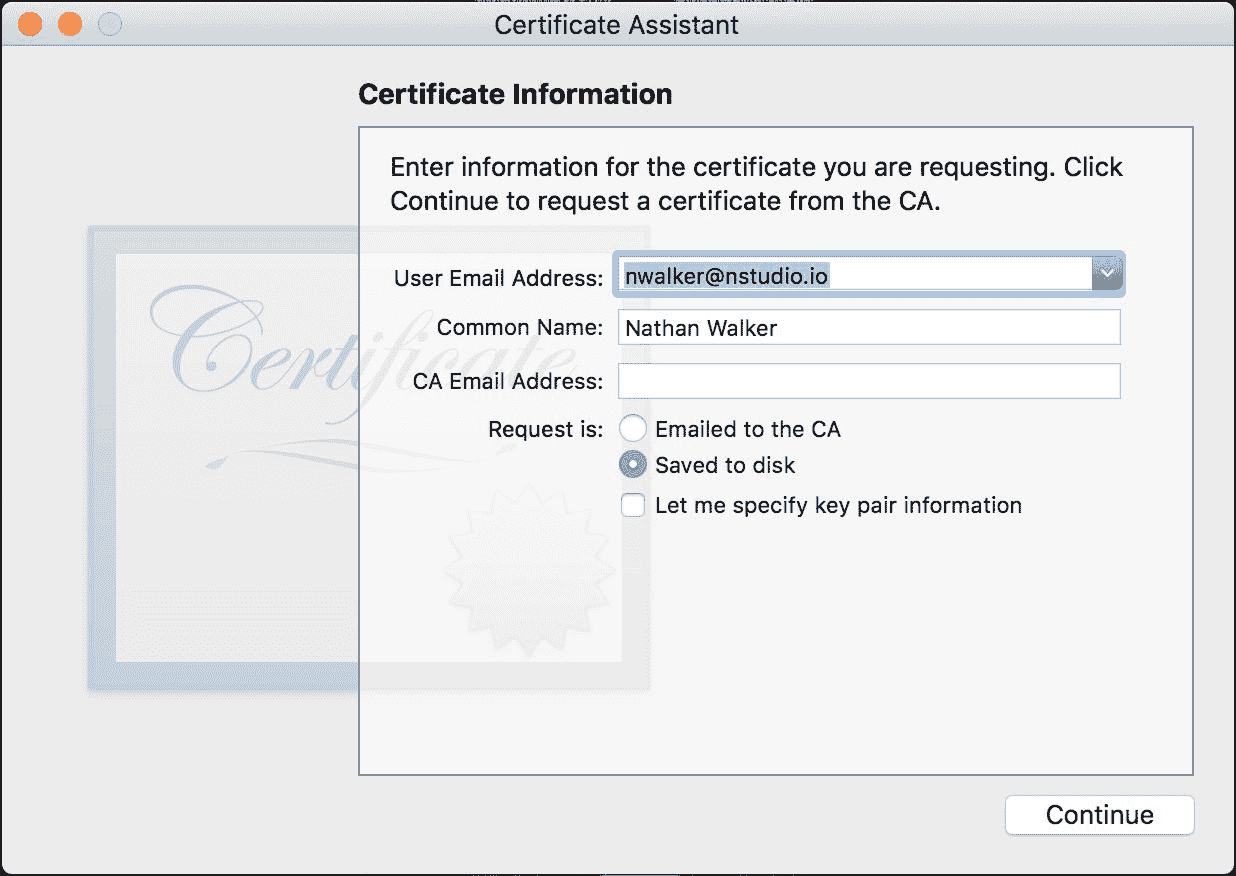 Certificate Assistant
Certificate Information
Enter information for the certificate you are requesting. Click
Continue to request a certificate from the CA.
Certificate
User Email Address: nwalker@nstudio.io
Common Name: Nathan Walker
CA Email Address:
Request is: Emailed to the CA
Saved to disk
Let me specify key pair information
Continue